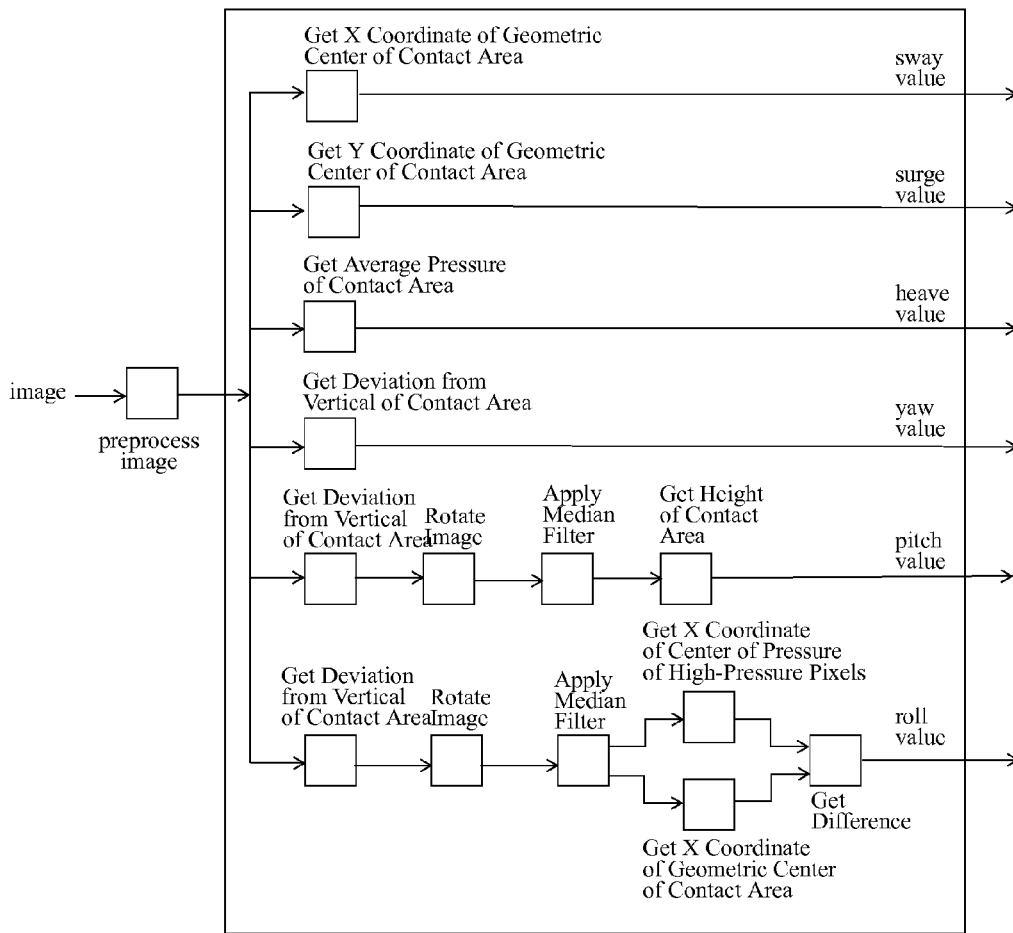 Get X Coordinate of Geometric
Center of Contact Area
sway
value
Get Y Coordinate of Geometric
Center of Contact Area
surge
value
Get Average Pressure
of Contact Area
heave
value
image
preprocess
image
Get Deviation from
Vertical of Contact Area
yaw
value
Get Deviation
from Vertical
of Contact Area
Rotate
Image
Apply
Median
Filter
Get Height
of Contact
Area
pitch
value
Get Deviation
from Vertical
of Contact Area
Rotate
Image
Apply
Median
Filter
Get X Coordinate
of Center of Pressure
of High-Pressure Pixels
roll
value
Get
Difference
Get X Coordinate
of Geometric Center
of Contact Area